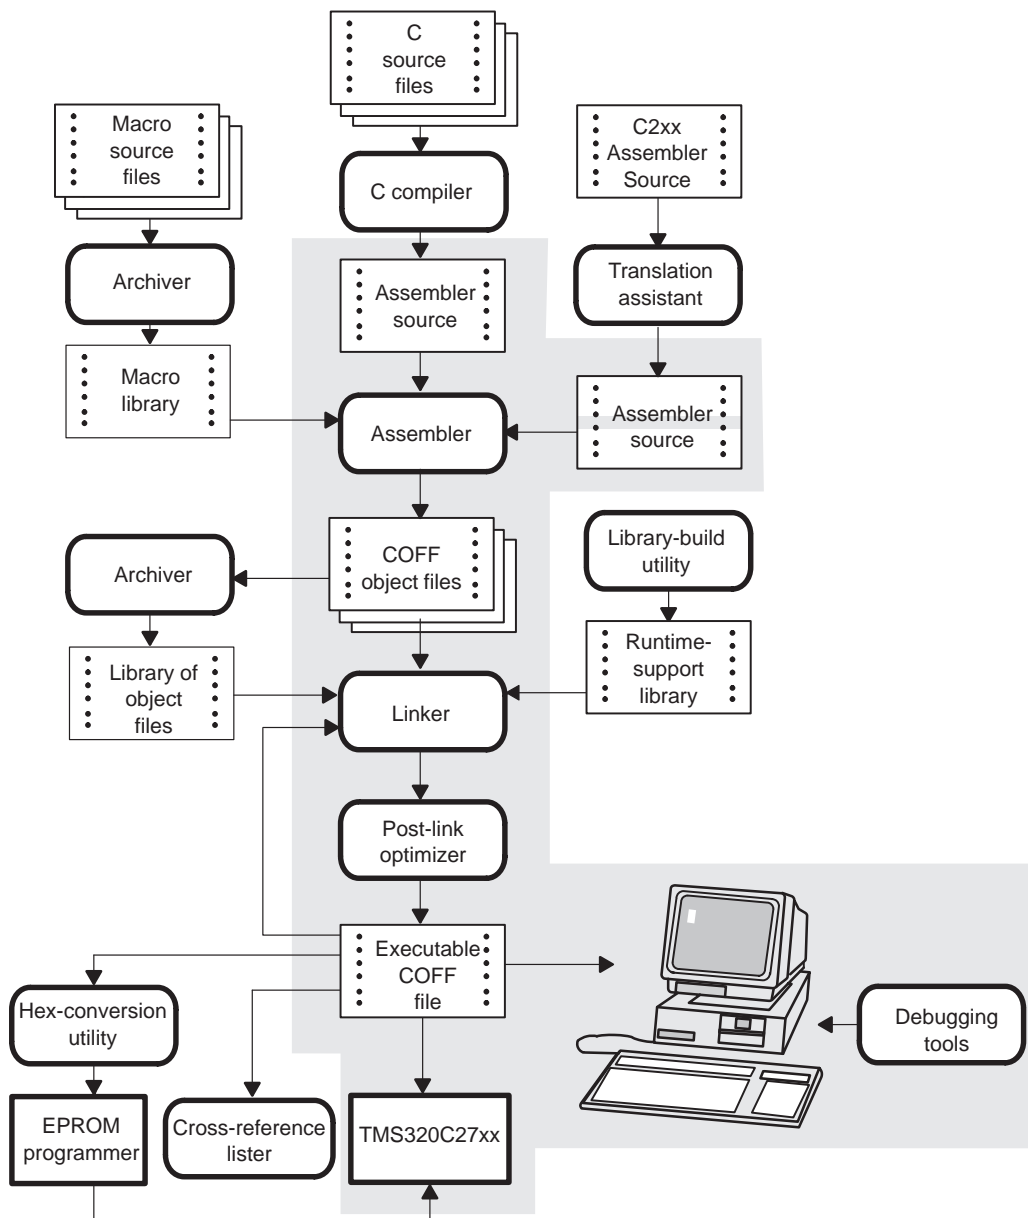 C
source
files
Macro
source
files
C2xx
Assembler
Source
C compiler
Archiver
Assembler
source
Translation
assistant
Macro
library
Assembler
Assembler
source
Archiver
COFF
object files
Library-build
utility
Library of
object
files
Linker
Runtime-
support
library
Post-link
optimizer
Executable
COFF
file
Hex-conversion
utility
Debugging
tools
EPROM
programmer
Cross-reference
lister
TMS320C27xx